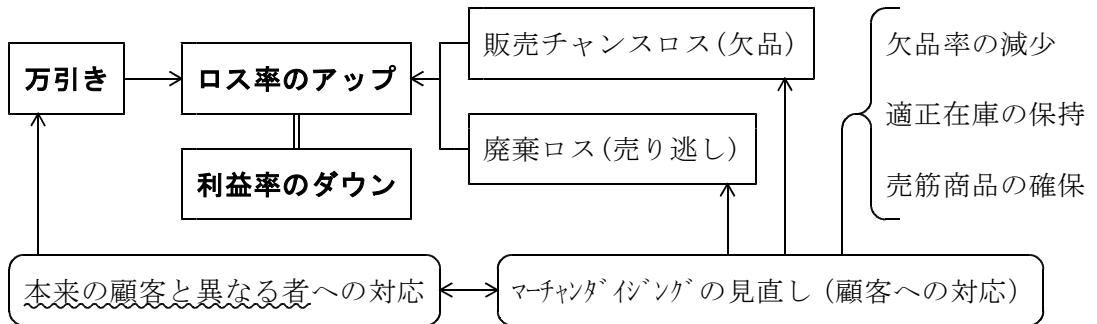 販売チャンスロス(欠品)
欠品率の減少
万引き
ロス率のアップ
適正在庫の保持
廃棄ロス(売り逃し)
利益率のダウン
売筋商品の確保
本来の顧客と異なる者への対応
ﾏｰﾁｬﾝﾀﾞｲｼﾞﾝｸﾞの見直し(顧客への対応)